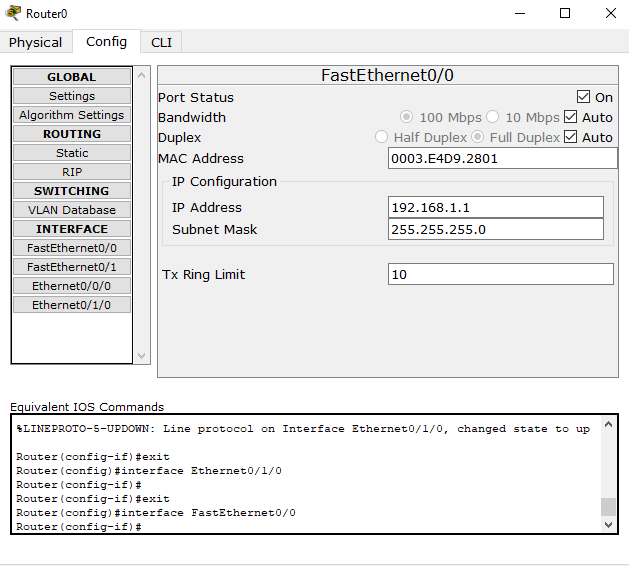 Router0
Physical Config CLI
GLOBAL
Settings
Algorithm Settings
ROUTING
Static
RIP
SWITCHING
VLAN Database
INTERFACE
FastEthernet0/0
FastEthernet0/1
Ethernet0/0/0
Ethernet0/1/0
FastEthernet0/0
Port Status On
Bandwidth 100 Mbps 10 Mbps Auto
Duplex Half Duplex Full Duplex Auto
MAC Address 0003.E4D9.2801
IP Configuration
IP Address 192.168.1.1
Subnet Mask 255.255.255.0
Tx Ring Limit 10
Equivalent IOS Commands
%LINEPROTO-5-UPDOWN: Line protocol on Interface Ethernet0/1/0, changed state to up
Router(config-if)#exit
Router(config)#interface Ethernet0/1/0
Router(config-if)#
Router(config-if)#exit
Router(config)#interface FastEthernet0/0
Router(config-if)#